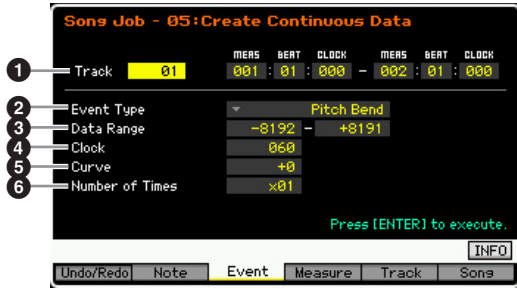 Song Job - 05:Create Continuous Data
MEAS BEAT CLOCK MEAS BEAT CLOCK
1 Track 01 001 : 01 : 000 - 002 : 01 : 000
2 Event Type Pitch Bend
3 Data Range -8192 - +8191
4 Clock 060
5 Curve +0
6 Number of Times x01
Press [ENTER] to execute.
INFO
Undo/Redo Note Event Measure Track Song